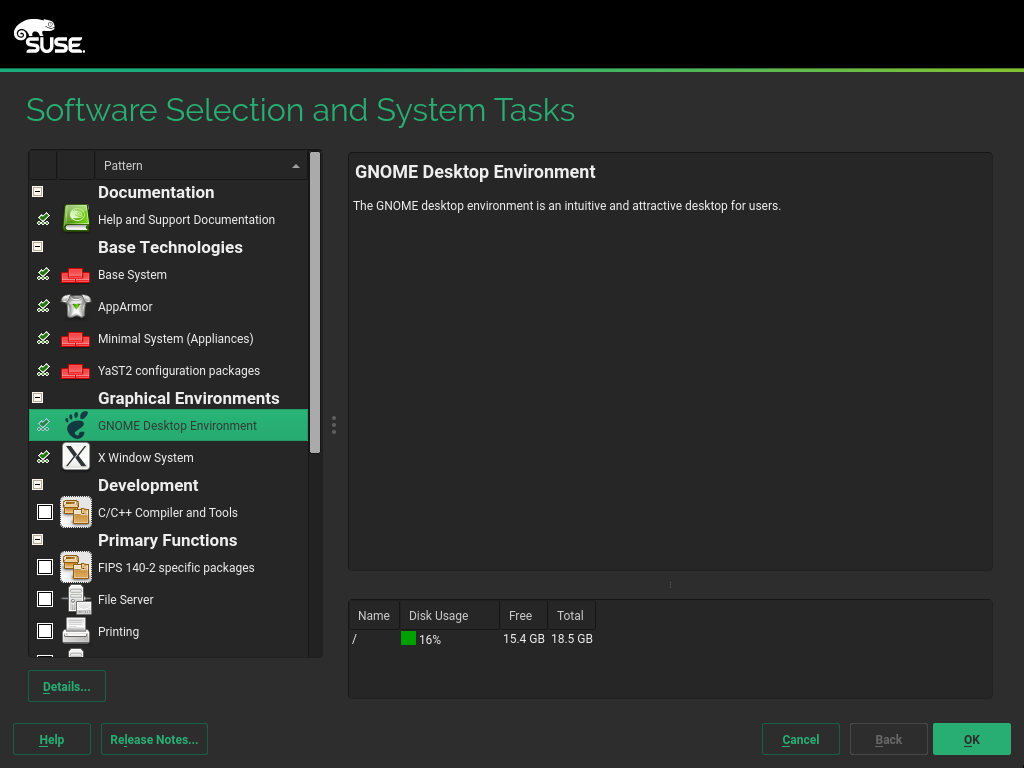 SUSE.
Software Selection and System Tasks
Pattern
Documentation
Help and Support Documentation
Base Technologies
Base System
AppArmor
Minimal System (Appliances)
YaST2 configuration packages
Graphical Environments
GNOME Desktop Environment
X Window System
Development
C/C++ Compiler and Tools
Primary Functions
FIPS 140-2 specific packages
File Server
Printing
Details...
GNOME Desktop Environment
The GNOME desktop environment is an intuitive and attractive desktop for users.
Name Disk Usage Free Total
/ 16% 15.4 GB 18.5 GB
Help Release Notes... Cancel Back OK